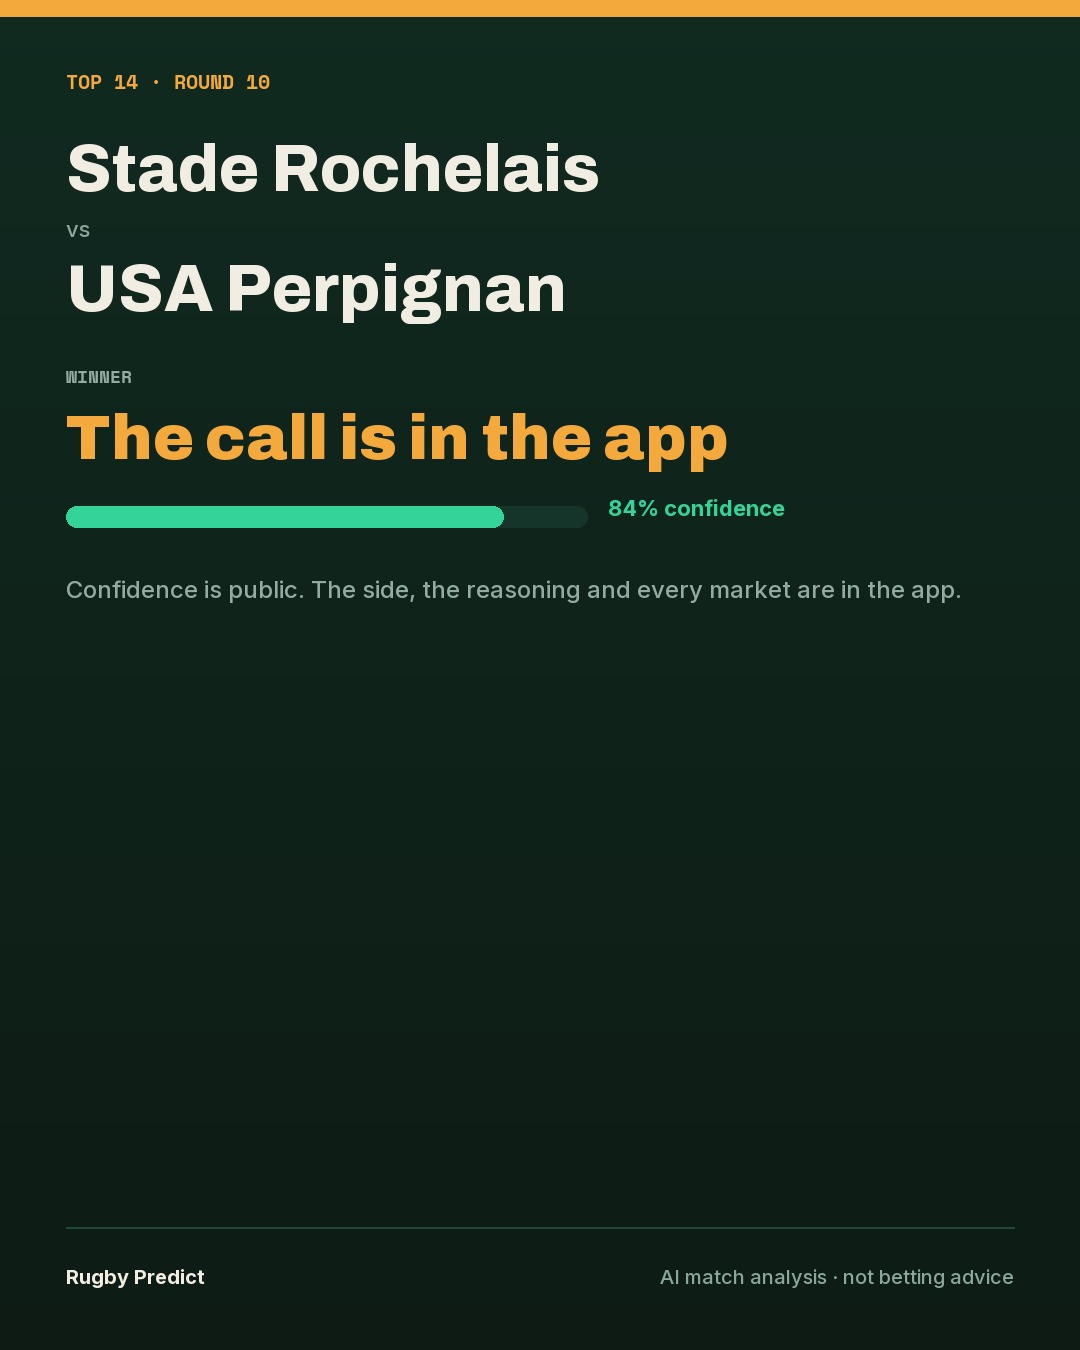 TOP 14 · ROUND 10
Stade Rochelais
VS
USA Perpignan
WINNER
The call is in the app
84% confidence
Confidence is public. The side, the reasoning and every market are in the app.
Rugby Predict
AI match analysis · not betting advice